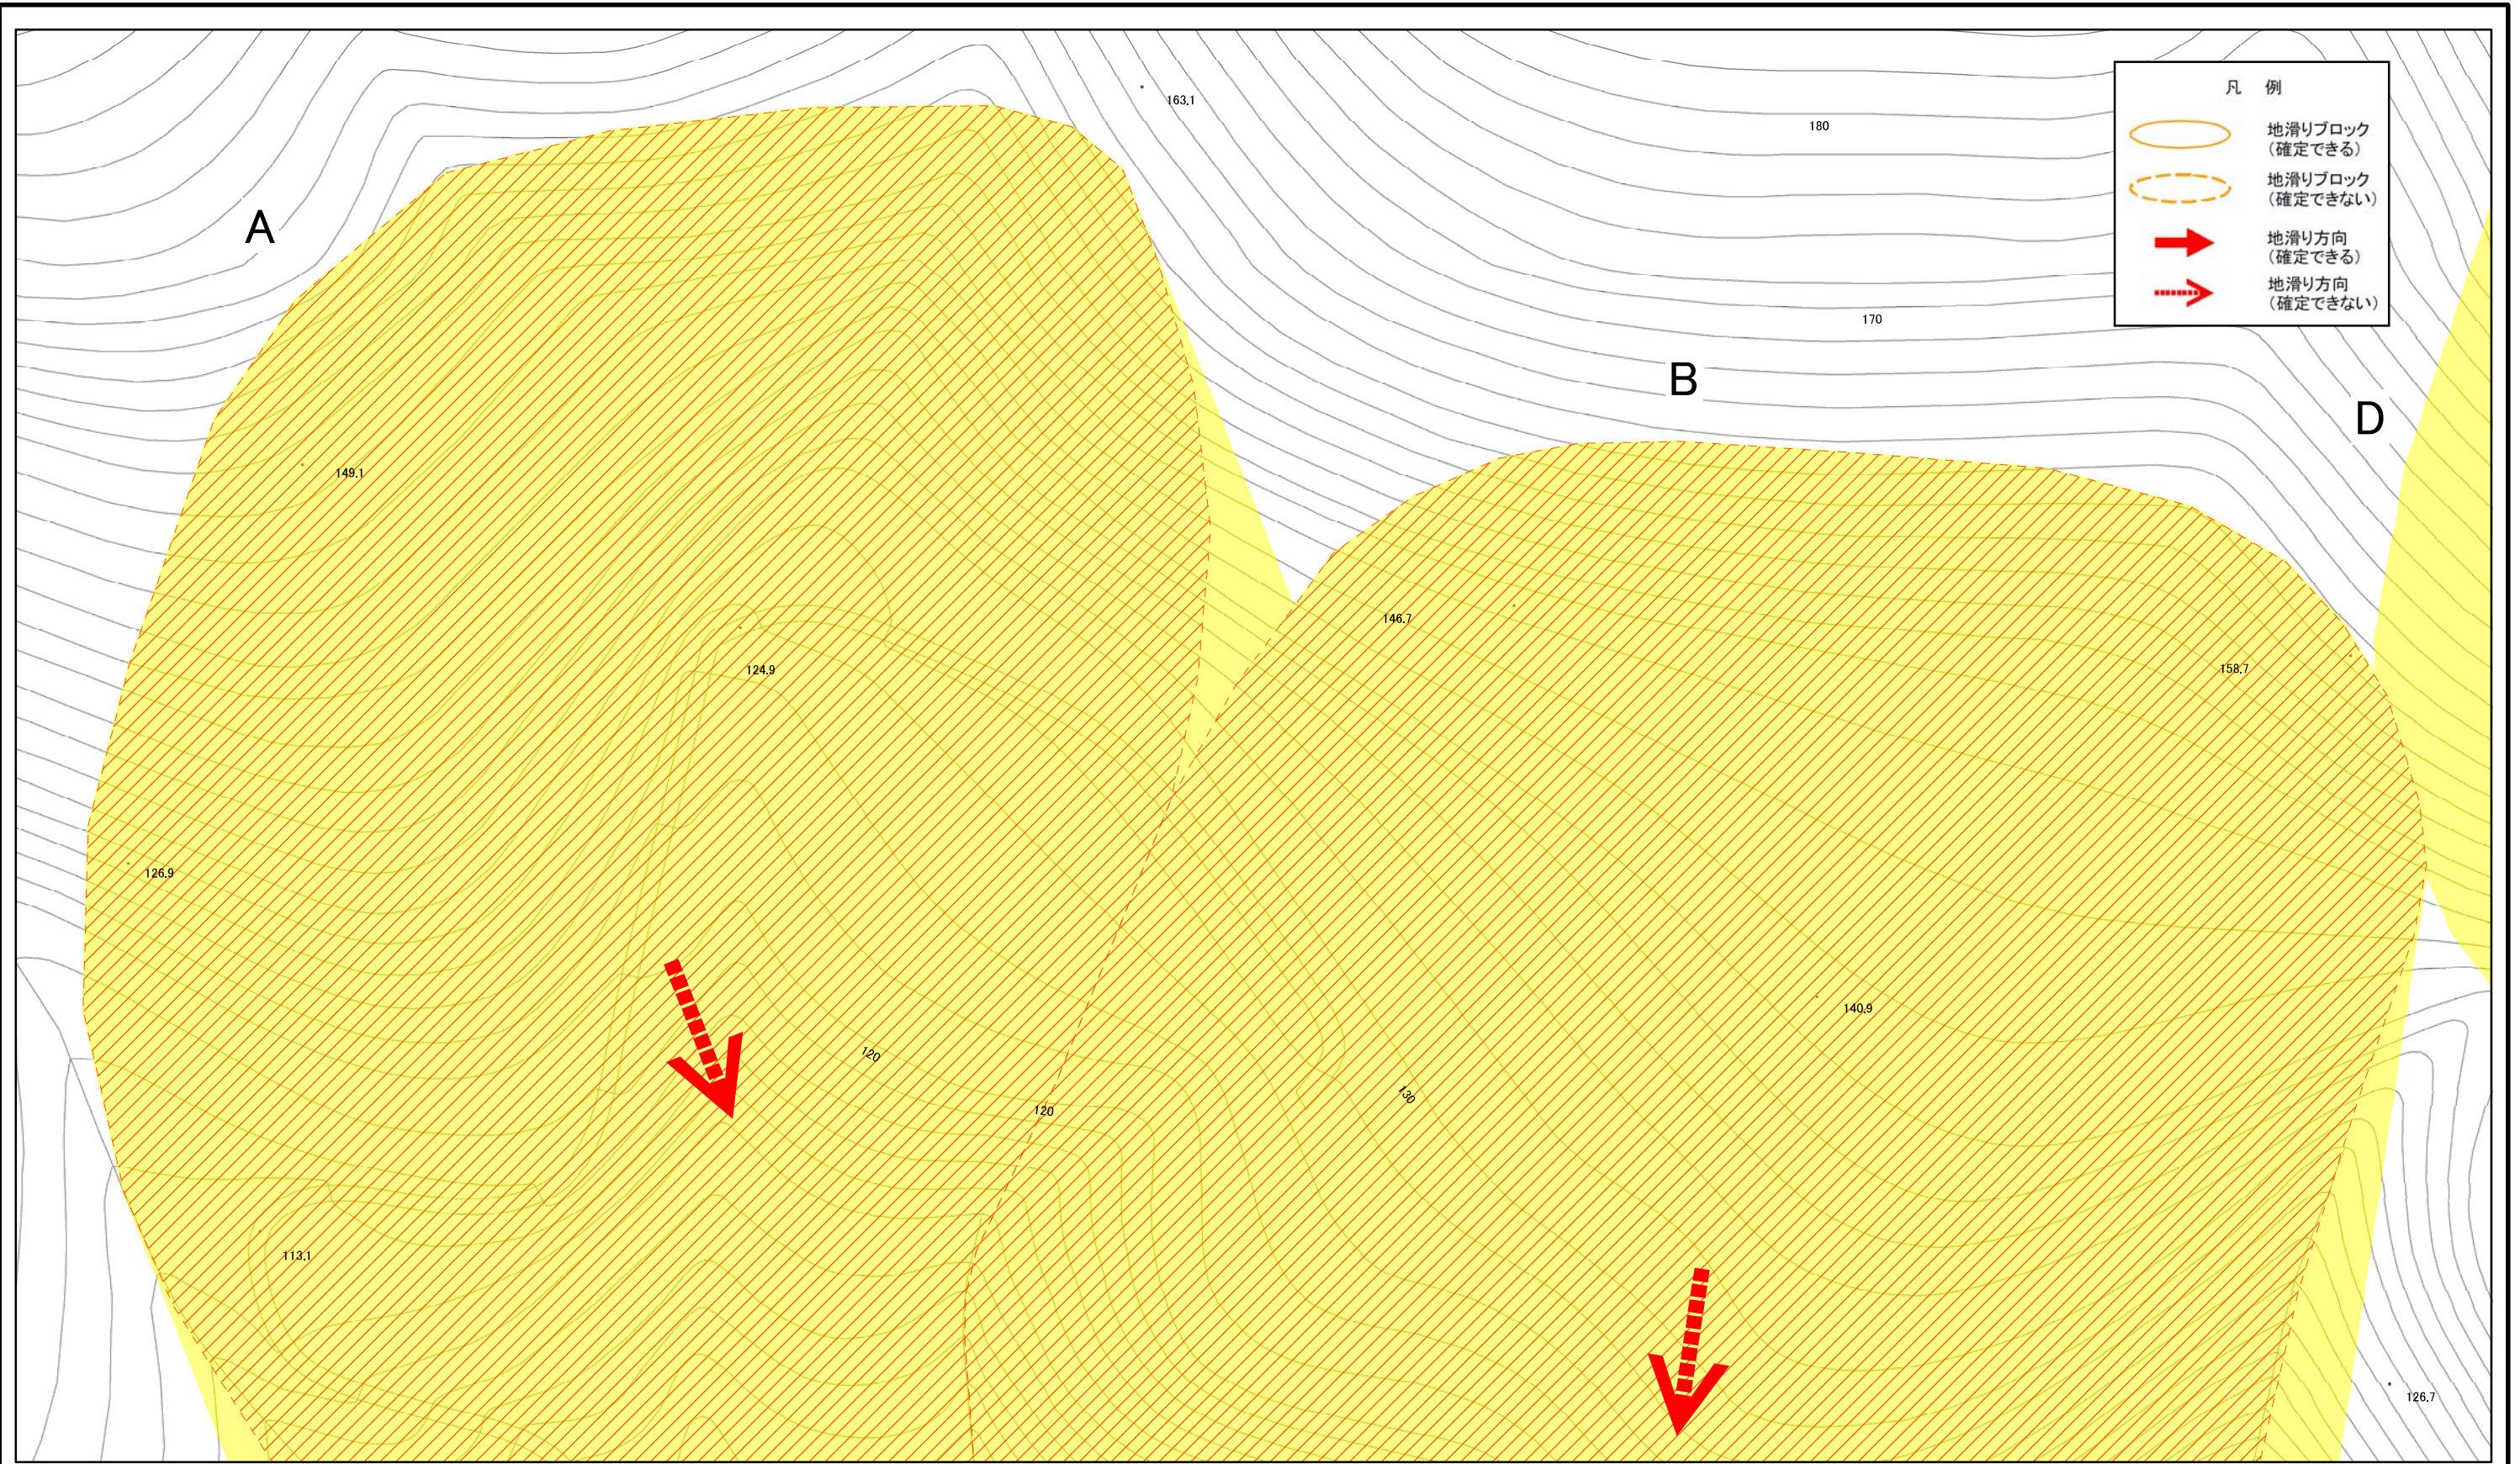 163.1
180
凡 例
地滑りブロック
（確定できる）
地滑りブロック
（確定できない）
地滑り方向
（確定できる）
地滑り方向
（確定できない）
A
170
B
D
149.1
146.7
124.9
158.7
126.9
140.9
120
120
130
113.1
126.7